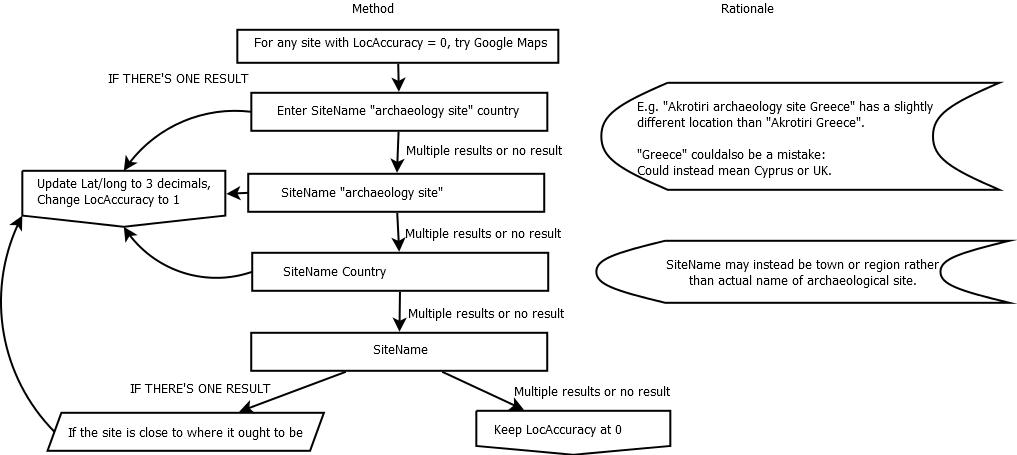 Method
Rationale
For any site with LocAccuracy = 0, try Google Maps
IF THERE'S ONE RESULT
Enter SiteName "archaeology site" country
E.g. "Akrotiri archaeology site Greece" has a slightly
different location than "Akrotiri Greece".
"Greece" couldalso be a mistake:
Could instead mean Cyprus or UK.
Multiple results or no result
Update Lat/long to 3 decimals,
Change LocAccuracy to 1
SiteName "archaeology site"
Multiple results or no result
SiteName Country
SiteName may instead be town or region rather
than actual name of archaeological site.
Multiple results or no result
SiteName
IF THERE'S ONE RESULT
Multiple results or no result
If the site is close to where it ought to be
Keep LocAccuracy at 0